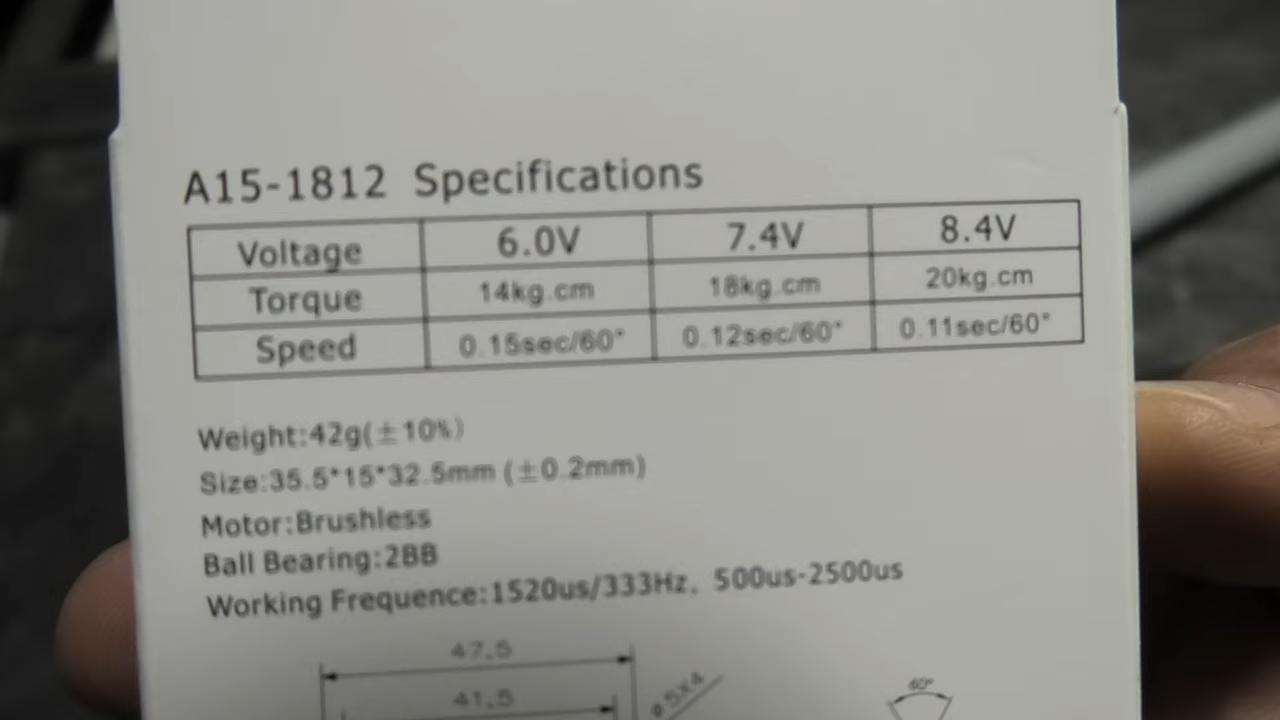 A15-1812 Specifications
Voltage 6.0V 7.4V 8.4V
Torque 14kg.cm 18kg.cm 20kg.cm
Speed 0.15sec/60° 0.12sec/60° 0.11sec/60°
Weight:42g(±10%)
Size:35.5*15*32.5mm (±0.2mm)
Motor:Brushless
Ball Bearing:2BB
Working Frequence:1520us/333Hz, 500us-2500us
47.5
41.5
60°